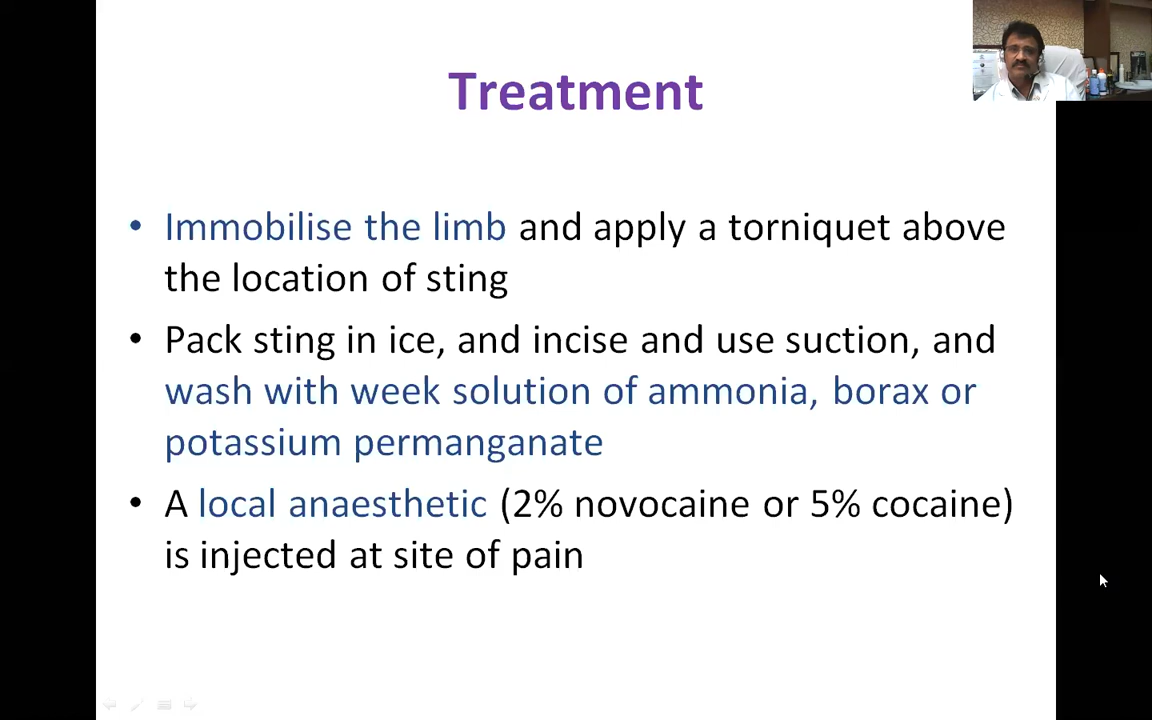 Treatment
• Immobilise the limb and apply a torniquet above
the location of sting
• Pack sting in ice, and incise and use suction, and
wash with week solution of ammonia, borax or
potassium permanganate
• A local anaesthetic (2% novocaine or 5% cocaine)
is injected at site of pain